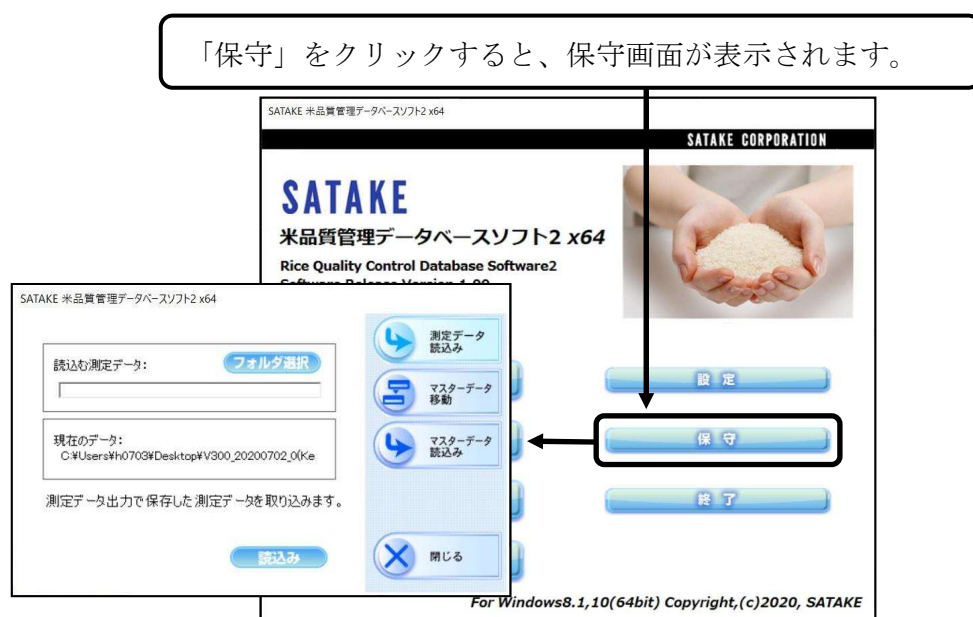 「保守」をクリックすると、保守画面が表示されます。
SATAKE 米品質管理データベースソフト2 x64
SATAKE CORPORATION
SATAKE
米品質管理データベースソフト2 x64
Rice Quality Control Database Software2
設 定
保 守
終 了
For Windows8.1,10(64bit) Copyright,(c)2020, SATAKE
SATAKE 米品質管理データベースソフト2 x64
読込む測定データ:
フォルダ選択
現在のデータ:
C:¥Users¥h0703¥Desktop¥V300_20200702_0(Ke
測定データ出力で保存した測定データを取り込みます。
読込み
測定データ
読込み
マスターデータ
移動
マスターデータ
読込み
閉じる